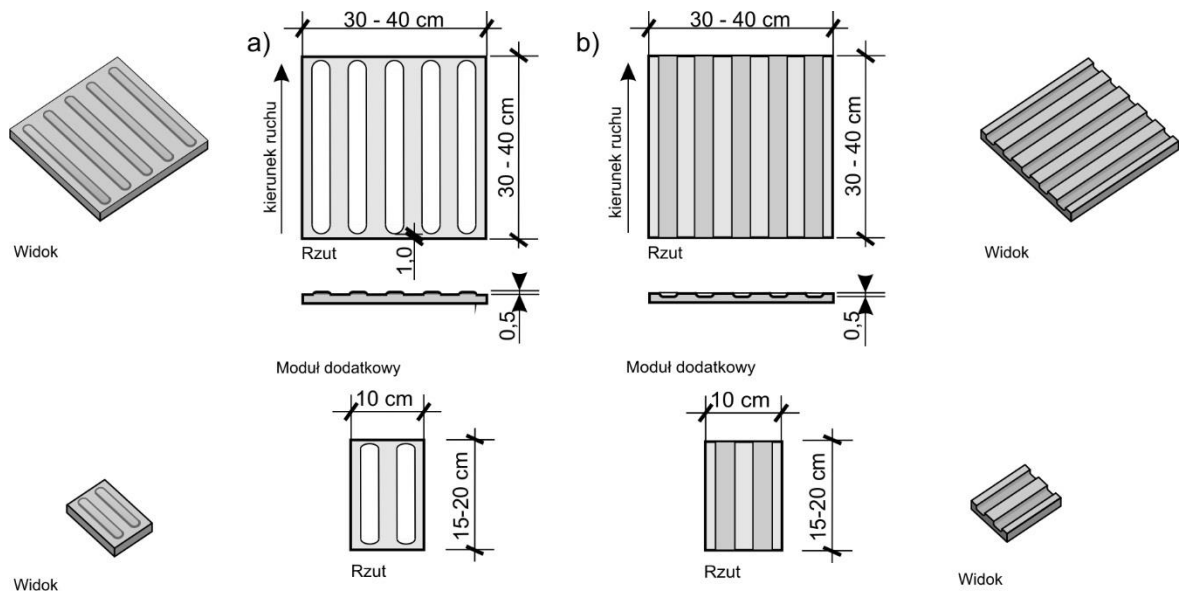 30 - 40 cm
30 - 40 cm
a)
b)
kierunek ruchu
30 - 40 cm
kierunek ruchu
30 - 40 cm
Widok
Rzut
1,0
Rzut
Widok
0,5
0,5
Moduł dodatkowy
Moduł dodatkowy
10 cm
10 cm
15-20 cm
15-20 cm
Rzut
Rzut
Widok
Widok